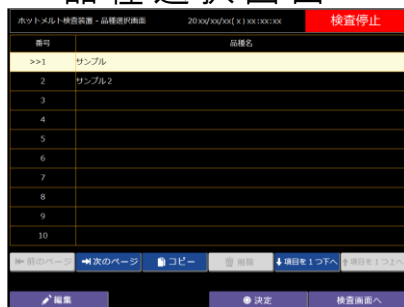 品種選択画面
ホットメルト検査装置 - 品種選択画面 20xx/xx/xx( x ) xx:xx:xx 検査停止
番号 品種名
>>1 サンプル
2 サンプル2
3
4
5
6
7
8
9
10
前のページ 次のページ コピー 削除 項目を1つ下へ 項目を1つ上へ
編集 決定 検査画面へ